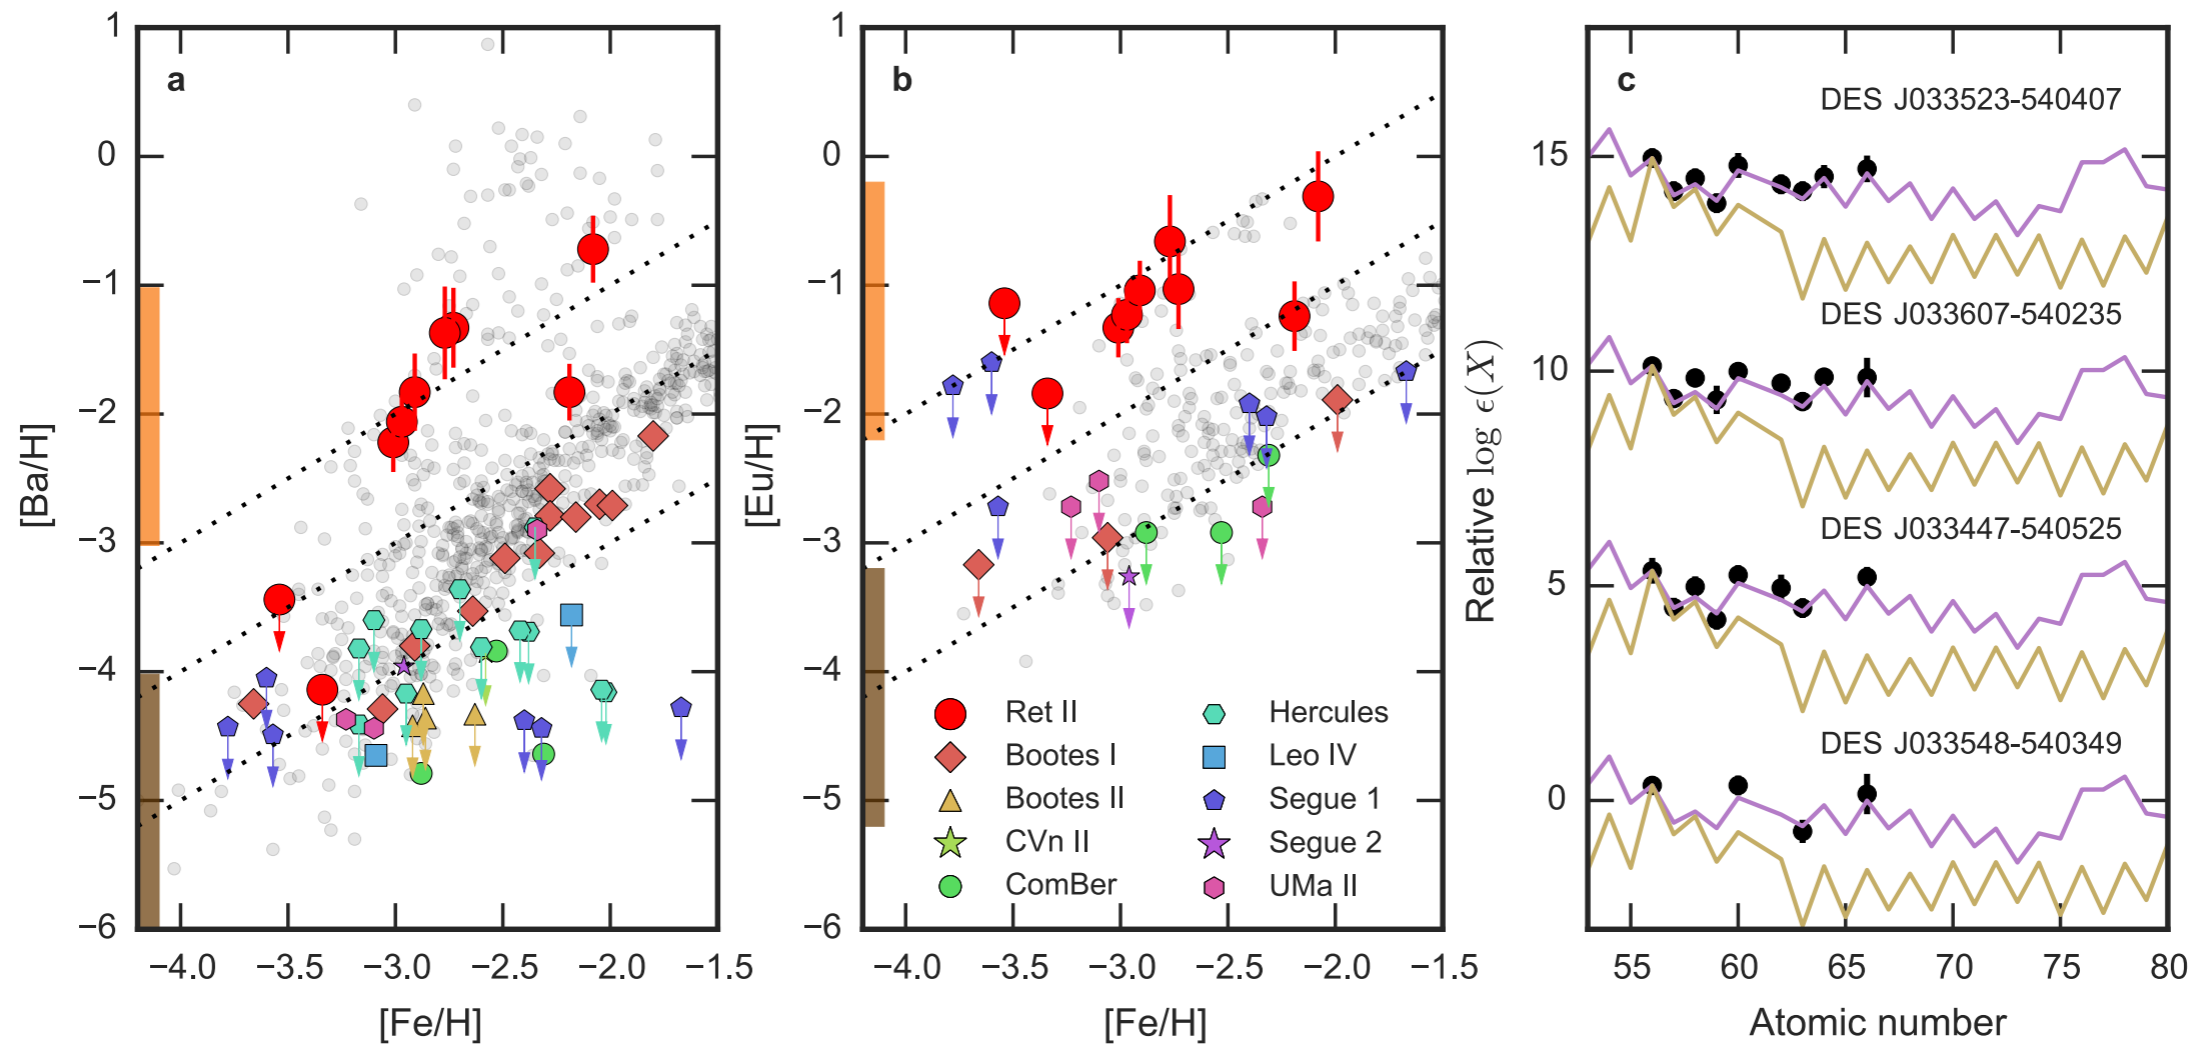 a
1
0
−1
−2
−3
−4
−5
−6
[Ba/H]
−4.0 −3.5 −3.0 −2.5 −2.0 −1.5
[Fe/H]
b
1
0
−1
−2
−3
−4
−5
−6
[Eu/H]
Ret II
Bootes I
Bootes II
CVn II
ComBer
Hercules
Leo IV
Segue 1
Segue 2
UMa II
−4.0 −3.5 −3.0 −2.5 −2.0 −1.5
[Fe/H]
c
DES J033523-540407
15
DES J033607-540235
10
DES J033447-540525
5
DES J033548-540349
0
Relative log ϵ(X)
55 60 65 70 75 80
Atomic number